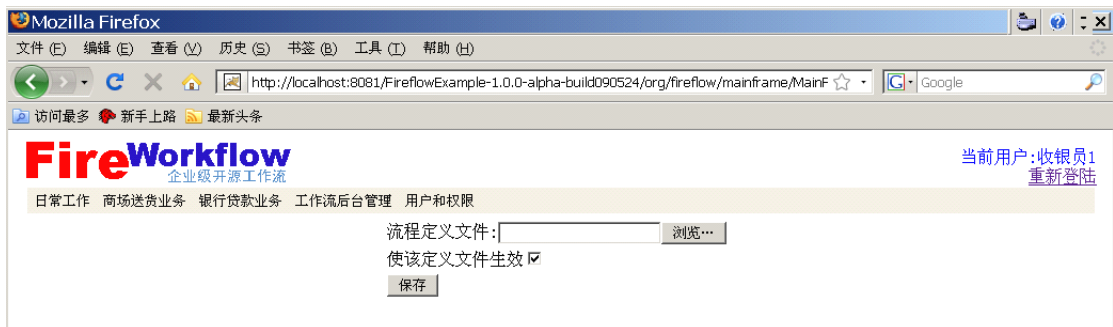 Mozilla Firefox
文件 (F) 编辑 (E) 查看 (V) 历史 (S) 书签 (B) 工具 (T) 帮助 (H)
http://localhost:8081/FireflowExample-1.0.0-alpha-build090524/org/fireflow/mainframe/MainF Google
访问最多 新手上路 最新头条
FireWorkflow
企业级开源工作流
当前用户:收银员1
重新登陆
日常工作 商场送货业务 银行贷款业务 工作流后台管理 用户和权限
流程定义文件: 浏览…
使该定义文件生效
保存